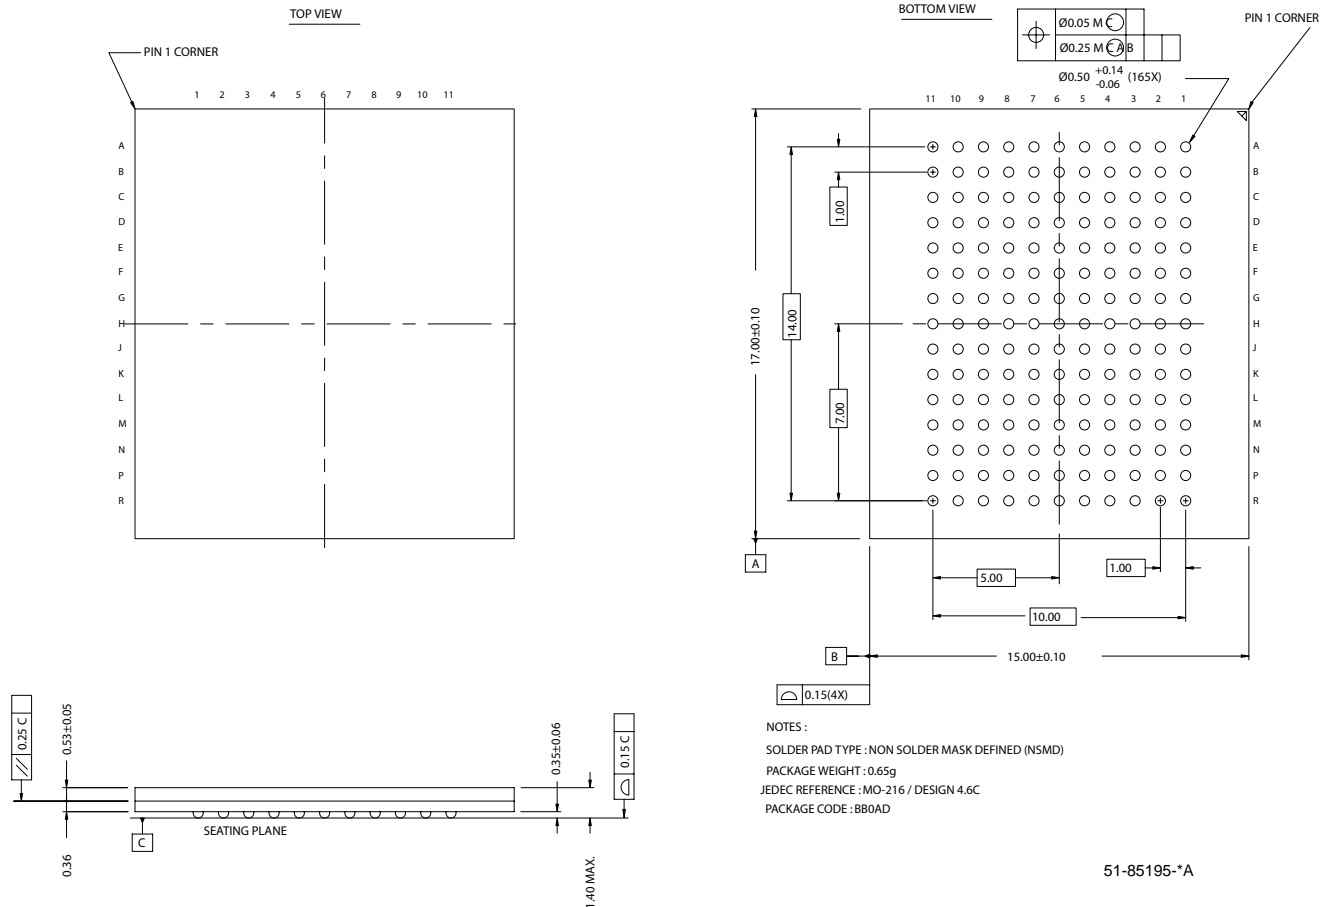 TOP VIEW
PIN 1 CORNER
1 2 3 4 5 6 7 8 9 10 11
A
B
C
D
E
F
G
H
J
K
L
M
N
P
R
BOTTOM VIEW
Ø0.05 M C
Ø0.25 M C A B
Ø0.50 +0.14 -0.06 (165X)
PIN 1 CORNER
11 10 9 8 7 6 5 4 3 2 1
A
B
C
D
E
F
G
H
J
K
L
M
N
P
R
1.00
14.00
17.00±0.10
7.00
A
5.00
1.00
10.00
B
15.00±0.10
0.15(4X)
0.25 C
0.53±0.05
0.36
C
SEATING PLANE
0.35±0.06
0.15 C
1.40 MAX.
NOTES :
SOLDER PAD TYPE : NON SOLDER MASK DEFINED (NSMD)
PACKAGE WEIGHT : 0.65g
JEDEC REFERENCE : MO-216 / DESIGN 4.6C
PACKAGE CODE : BB0AD
51-85195-*A